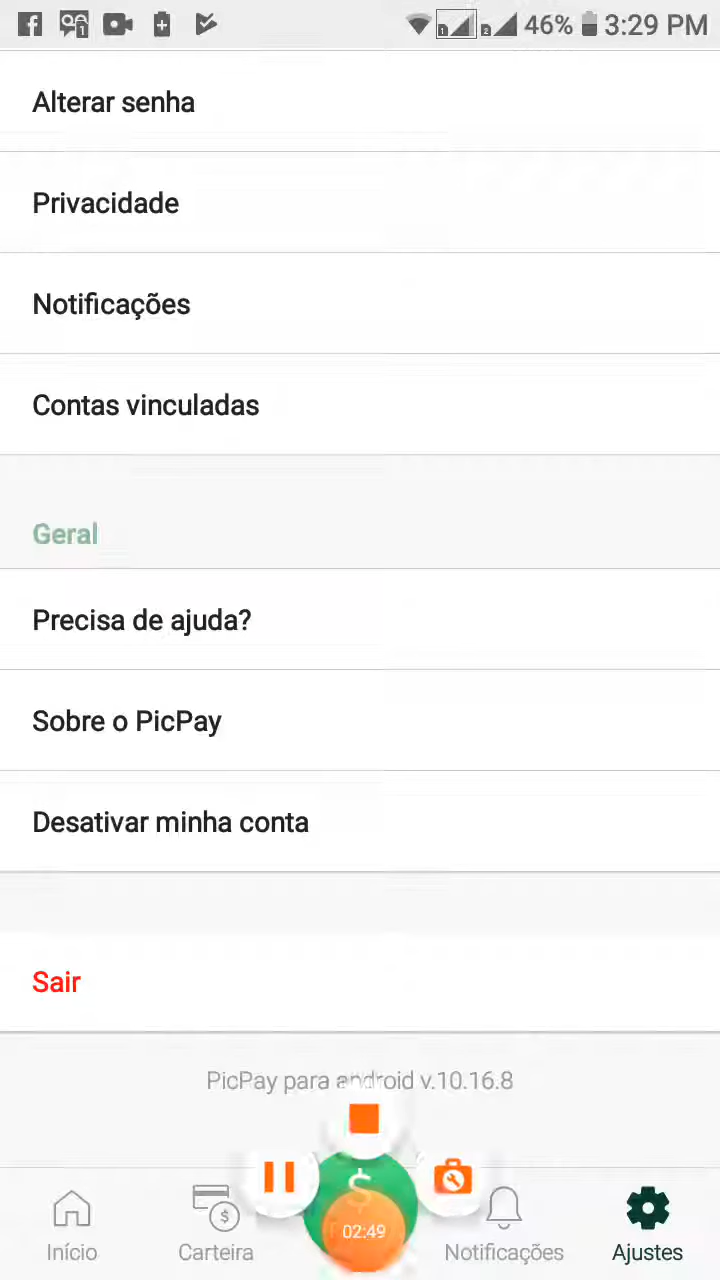 46% 3:29 PM
Alterar senha
Privacidade
Notificações
Contas vinculadas
Geral
Precisa de ajuda?
Sobre o PicPay
Desativar minha conta
Sair
PicPay para android v.10.16.8
02:49
Início
Carteira
Notificações
Ajustes